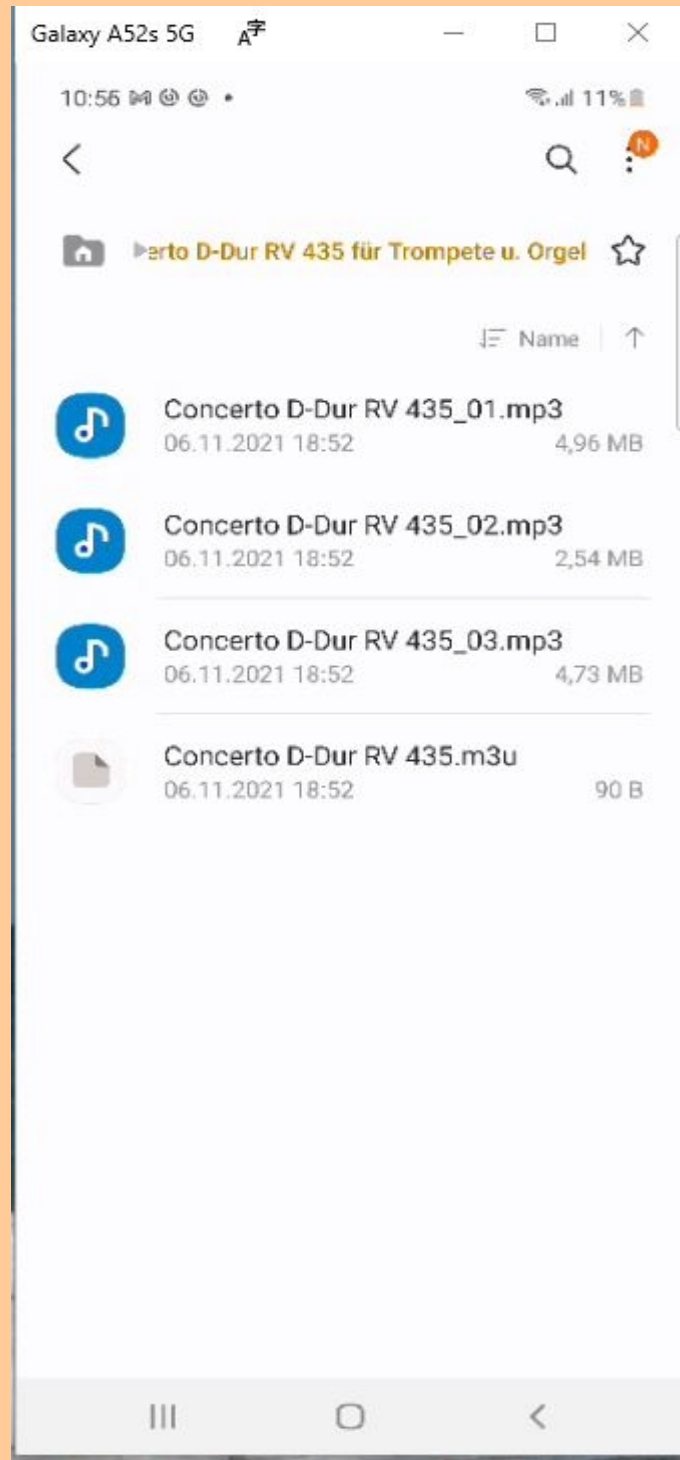 Galaxy A52s 5G A字
10:56 11%
N
erto D-Dur RV 435 für Trompete u. Orgel
Name
Concerto D-Dur RV 435_01.mp3
06.11.2021 18:52 4,96 MB
Concerto D-Dur RV 435_02.mp3
06.11.2021 18:52 2,54 MB
Concerto D-Dur RV 435_03.mp3
06.11.2021 18:52 4,73 MB
Concerto D-Dur RV 435.m3u
06.11.2021 18:52 90 B